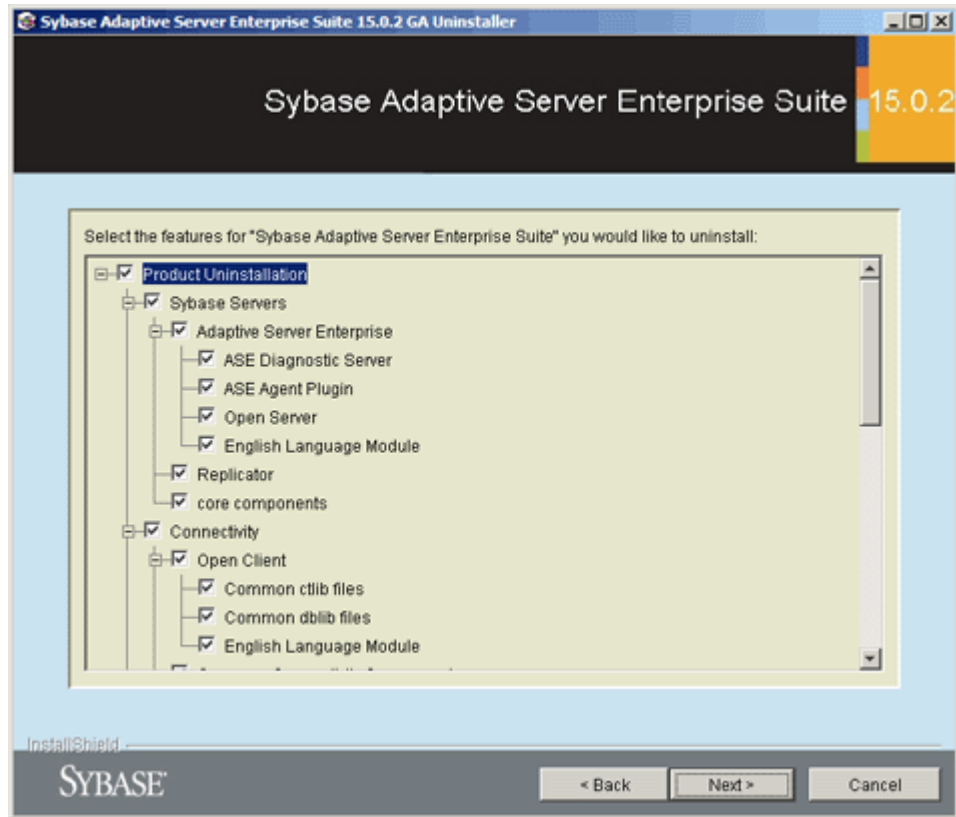 Sybase Adaptive Server Enterprise Suite 15.0.2 GA Uninstaller
Sybase Adaptive Server Enterprise Suite 15.0.2
Select the features for "Sybase Adaptive Server Enterprise Suite" you would like to uninstall:
Product Uninstallation
Sybase Servers
Adaptive Server Enterprise
ASE Diagnostic Server
ASE Agent Plugin
Open Server
English Language Module
Replicator
core components
Connectivity
Open Client
Common ctlib files
Common dblib files
English Language Module
InstallShield
SYBASE
< Back Next > Cancel